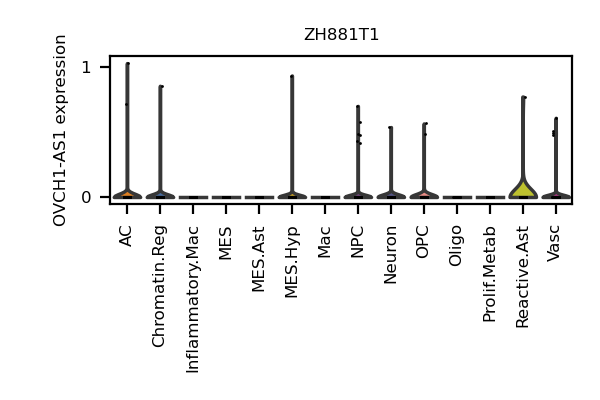 ZH881T1
OVCH1-AS1 expression
1
0
AC
Chromatin.Reg
Inflammatory.Mac
MES
MES.Ast
MES.Hyp
Mac
NPC
Neuron
OPC
Oligo
Prolif.Metab
Reactive.Ast
Vasc